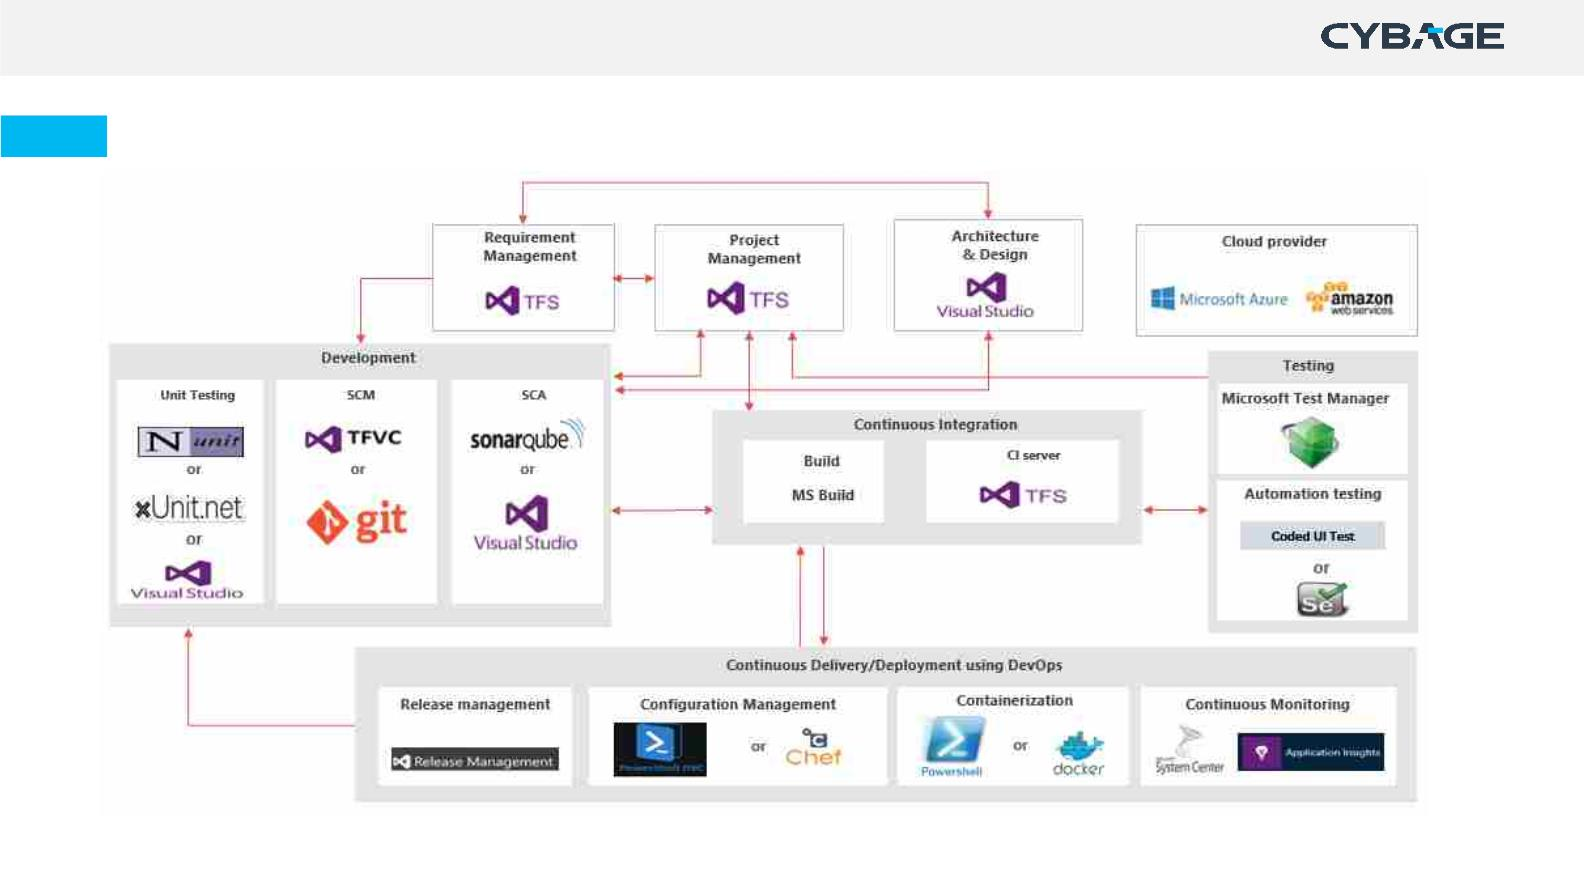 CYBAGE
Requirement
Management
TFS
Project
Management
TFS
Architecture
& Design
Visual Studio
Cloud provider
Microsoft Azure
amazon
web services
Development
Unit Testing
N unit
or
xUnit.net
or
Visual Studio
SCM
TFVC
or
git
SCA
sonarqube
or
Visual Studio
Continuous Integration
Build
MS Build
CI server
TFS
Testing
Microsoft Test Manager
Automation testing
Coded UI Test
or
Se
Continuous Delivery/Deployment using DevOps
Release management
Release Management
Configuration Management
PowerShell DSC
or
Chef
Containerization
Powershell
or
docker
Continuous Monitoring
System Center
Application Insights